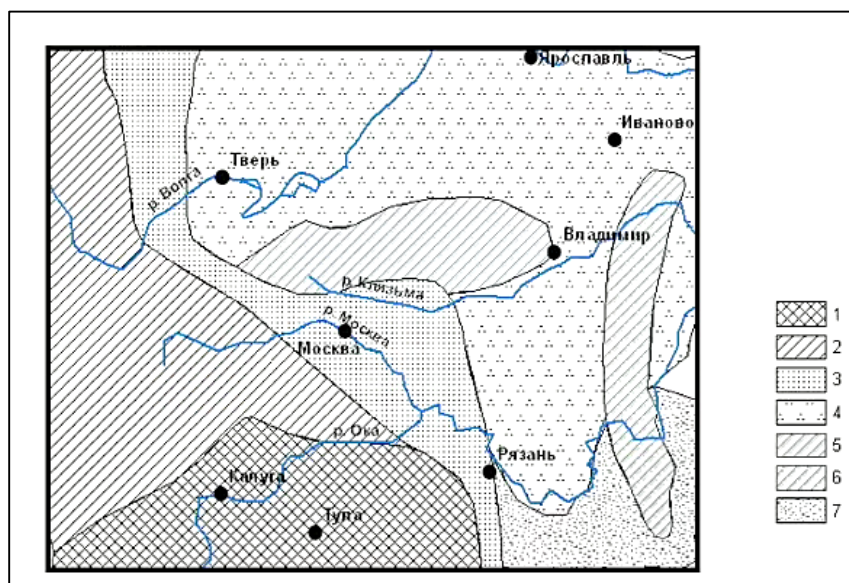 Ярославль
Иваново
Тверь
р. Волга
Владимир
р. Клязьма
р. Москва
Москва
р. Ока
Рязань
Калуга
Тула
1
2
3
4
5
6
7